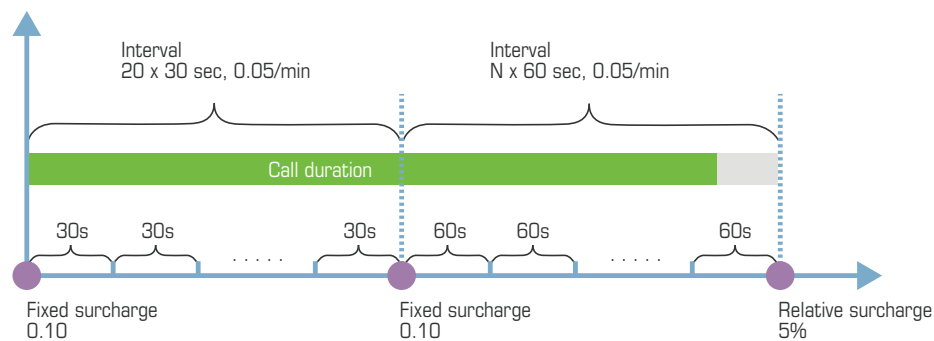 Interval
20 x 30 sec, 0.05/min
Interval
N x 60 sec, 0.05/min
Call duration
30s
30s
. . . . .
30s
60s
60s
. . . . .
60s
Fixed surcharge
0.10
Fixed surcharge
0.10
Relative surcharge
5%